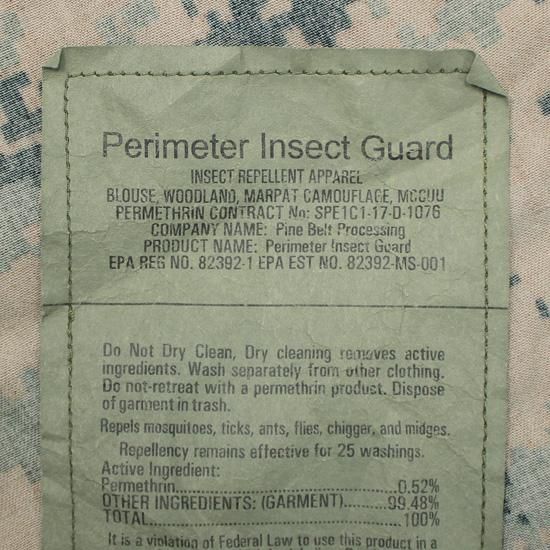 Perimeter Insect Guard
INSECT REPELLENT APPAREL
BLOUSE, WOODLAND, MARPAT CAMOUFLAGE, MCCUU
PERMETHRIN CONTRACT No: SPE1C1-17-D-1076
COMPANY NAME: Pine Belt Processing
PRODUCT NAME: Perimeter Insect Guard
EPA REG NO. 82392-1 EPA EST NO. 82392-MS-001
Do Not Dry Clean, Dry cleaning removes active
ingredients. Wash separately from other clothing.
Do not-retreat with a permethrin product. Dispose
of garment in trash.
Repels mosquitoes, ticks, ants, flies, chigger, and midges.
Repellency remains effective for 25 washings.
Active Ingredient:
Permethrin....................................0.52%
OTHER INGREDIENTS: (GARMENT).......99.48%
TOTAL..........................................100%
It is a violation of Federal Law to use this product in a